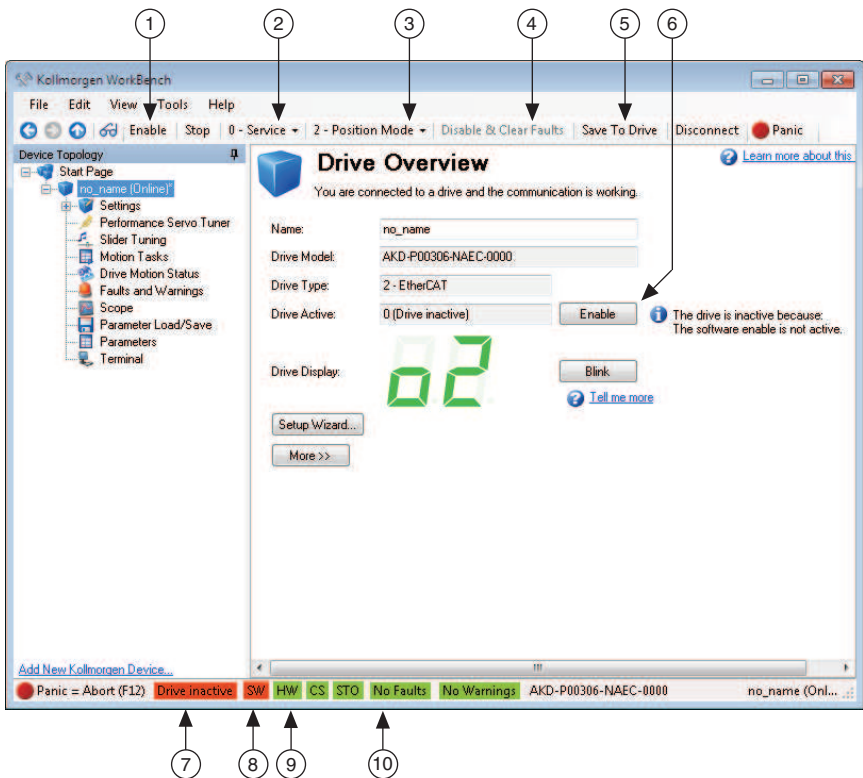 1 2 3 4 5 6
Kollmorgen WorkBench
File Edit View Tools Help
Enable Stop 0 - Service 2 - Position Mode Disable & Clear Faults Save To Drive Disconnect Panic
Device Topology
Start Page
no_name (Online)*
Settings
Performance Servo Tuner
Slider Tuning
Motion Tasks
Drive Motion Status
Faults and Warnings
Scope
Parameter Load/Save
Parameters
Terminal
Add New Kollmorgen Device...
Drive Overview
Learn more about this
You are connected to a drive and the communication is working.
Name: no_name
Drive Model: AKD-P00306-NAEC-0000
Drive Type: 2 - EtherCAT
Drive Active: 0 (Drive inactive) Enable The drive is inactive because:
The software enable is not active.
Drive Display: o2 Blink
Tell me more
Setup Wizard...
More >>
Panic = Abort (F12) Drive inactive SW HW CS STO No Faults No Warnings AKD-P00306-NAEC-0000 no_name (Onl...
7 8 9 10